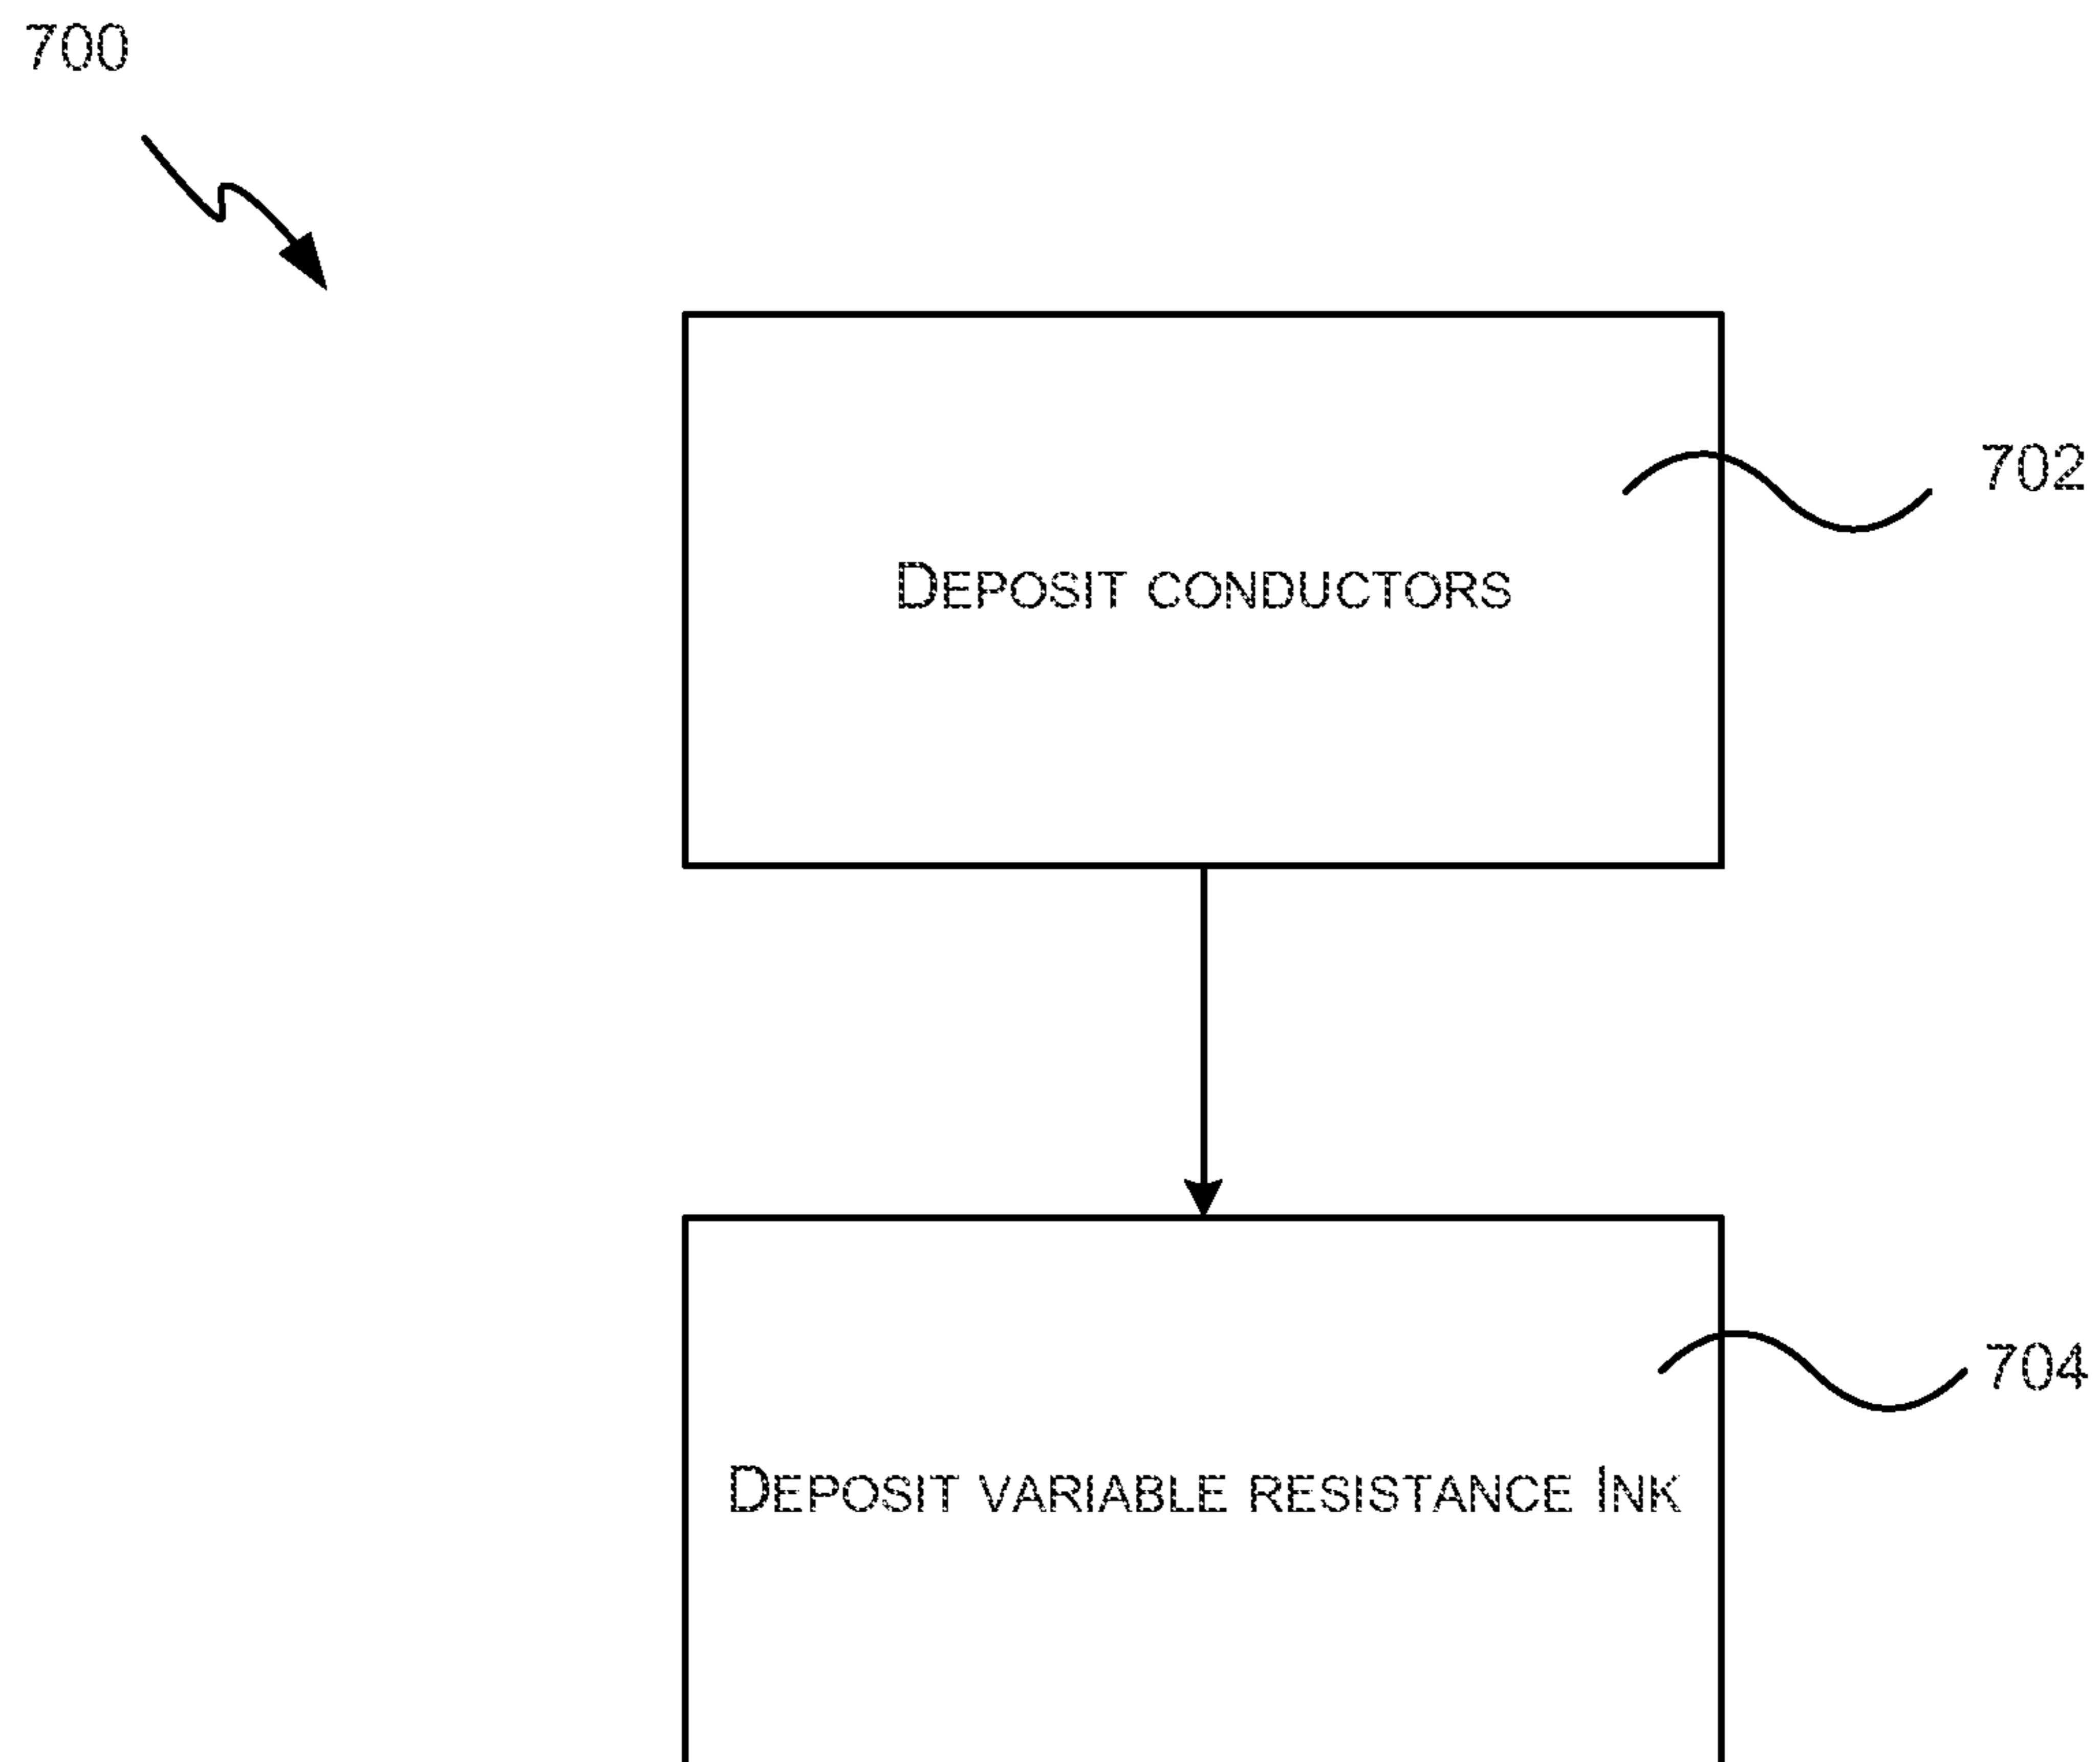 700
702
DEPOSIT CONDUCTORS
704
DEPOSIT VARIABLE RESISTANCE INK